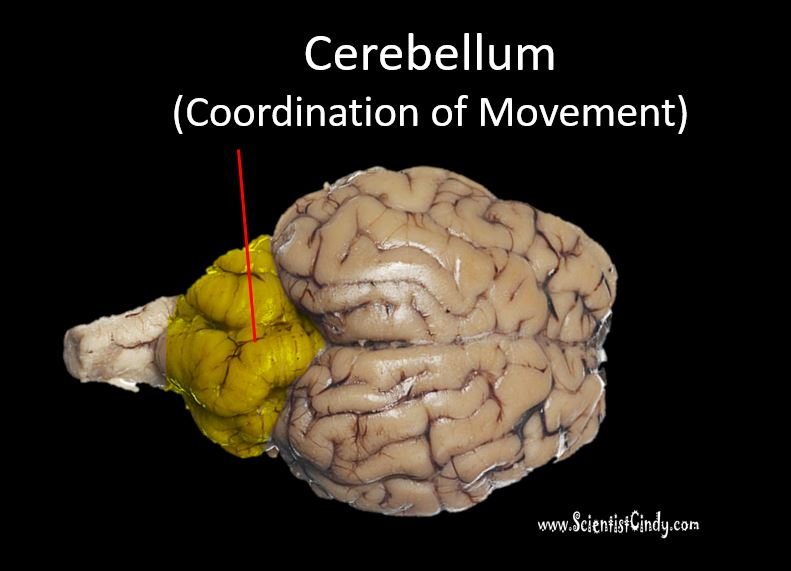 Cerebellum
(Coordination of Movement)
www.ScientistCindy.com